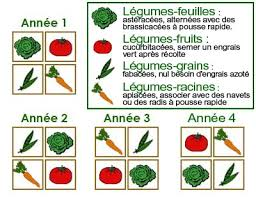 Année 1
Légumes-feuilles :
astéracées, alternées avec des
brassicacées à pousse rapide.
Légumes-fruits :
cucurbitacées, semer un engrais
vert après récolte
Légumes-grains :
fabacées, nul besoin d'engrais azoté
Légumes-racines :
apiacées, associer avec des navets
ou des radis à pousse rapide
Année 2
Année 3
Année 4